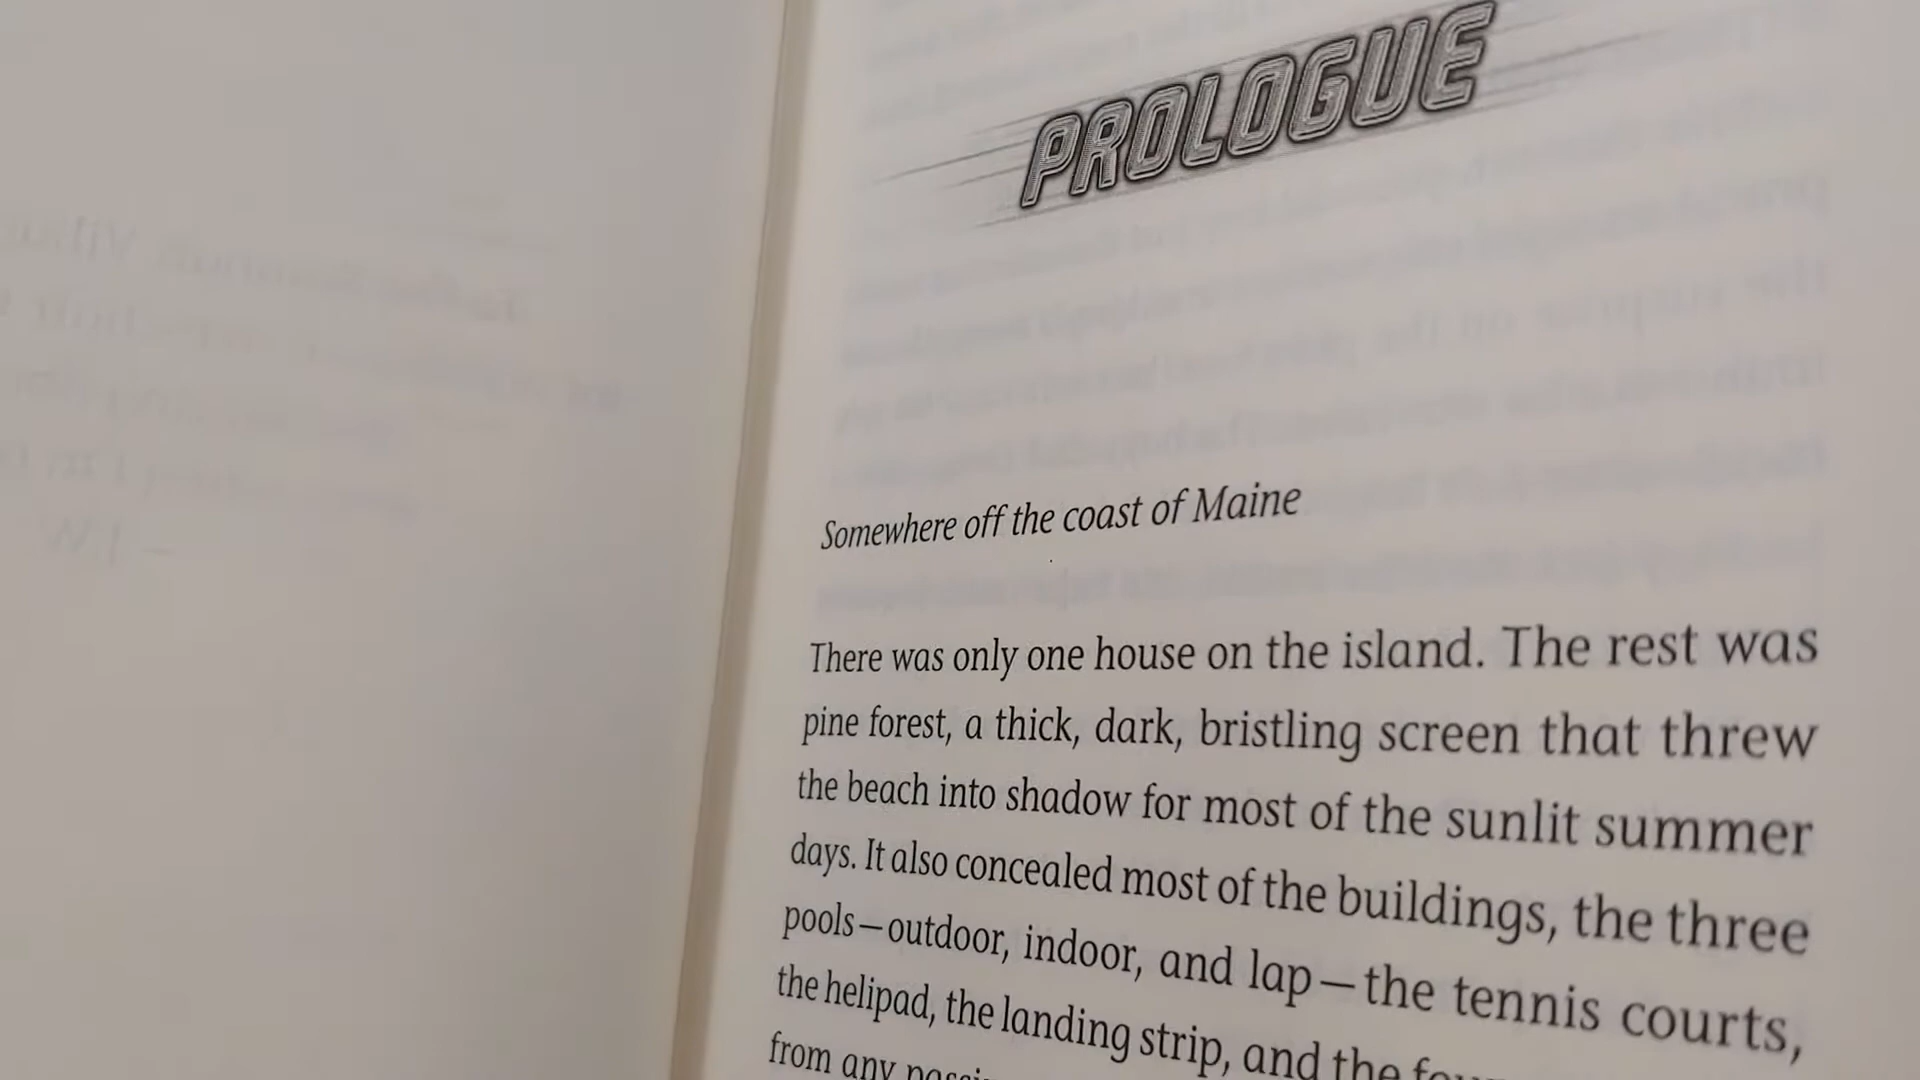 PROLOGUE
Somewhere off the coast of Maine
There was only one house on the island. The rest was
pine forest, a thick, dark, bristling screen that threw
the beach into shadow for most of the sunlit summer
days. It also concealed most of the buildings, the three
pools—outdoor, indoor, and lap—the tennis courts,
the helipad, the landing strip, and the
from any